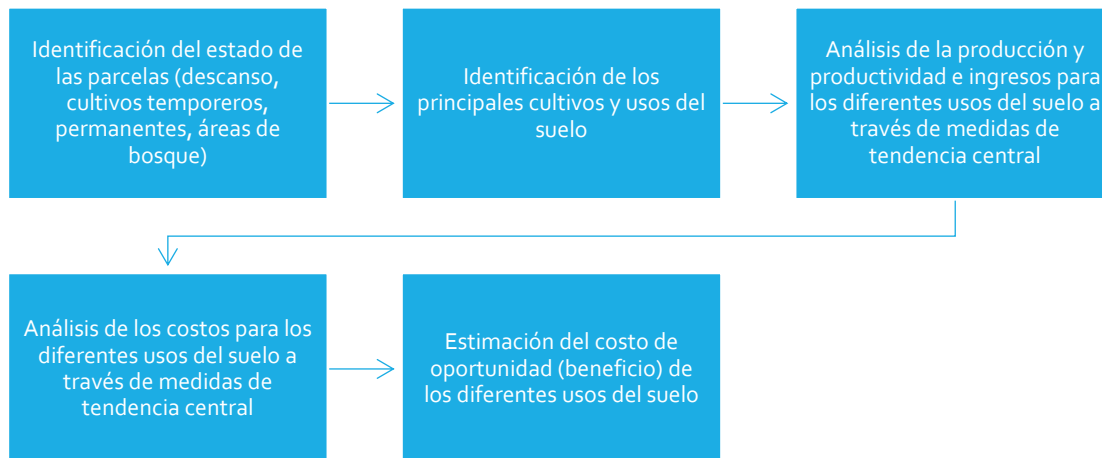 Identificación del estado de
las parcelas (descanso,
cultivos temporeros,
permanentes, áreas de
bosque)
Identificación de los
principales cultivos y usos del
suelo
Análisis de la producción y
productividad e ingresos para
los diferentes usos del suelo a
través de medidas de
tendencia central
Análisis de los costos para los
diferentes usos del suelo a
través de medidas de
tendencia central
Estimación del costo de
oportunidad (beneficio) de
los diferentes usos del suelo